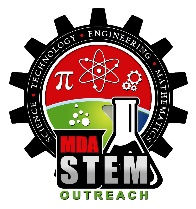 SCIENCE • TECHNOLOGY • ENGINEERING • MATHEMATICS
π
MDA
STEM
OUTREACH